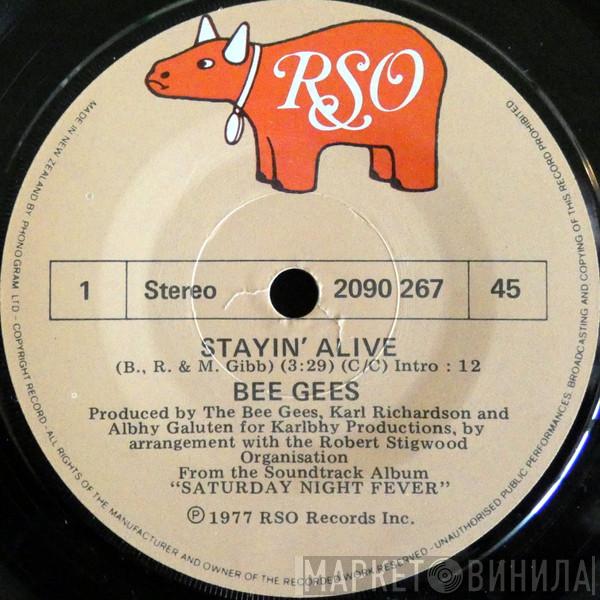 RSO
1
Stereo
2090 267
45
STAYIN' ALIVE
(B., R. & M. Gibb) (3:29) (C/C) Intro : 12
BEE GEES
Produced by The Bee Gees, Karl Richardson and
Albhy Galuten for Karlbhy Productions, by
arrangement with the Robert Stigwood
Organisation
From the Soundtrack Album
"SATURDAY NIGHT FEVER"
℗ 1977 RSO Records Inc.
MADE IN NEW ZEALAND BY PHONOGRAM LTD - COPYRIGHT RECORD - ALL RIGHTS OF THE MANUFACTURER AND OWNER OF THE RECORDED WORK RESERVED - UNAUTHORISED PUBLIC PERFORMANCES, BROADCASTING AND COPYING OF THIS RECORD PROHIBITED
МАРКЕТ ВИНИЛА